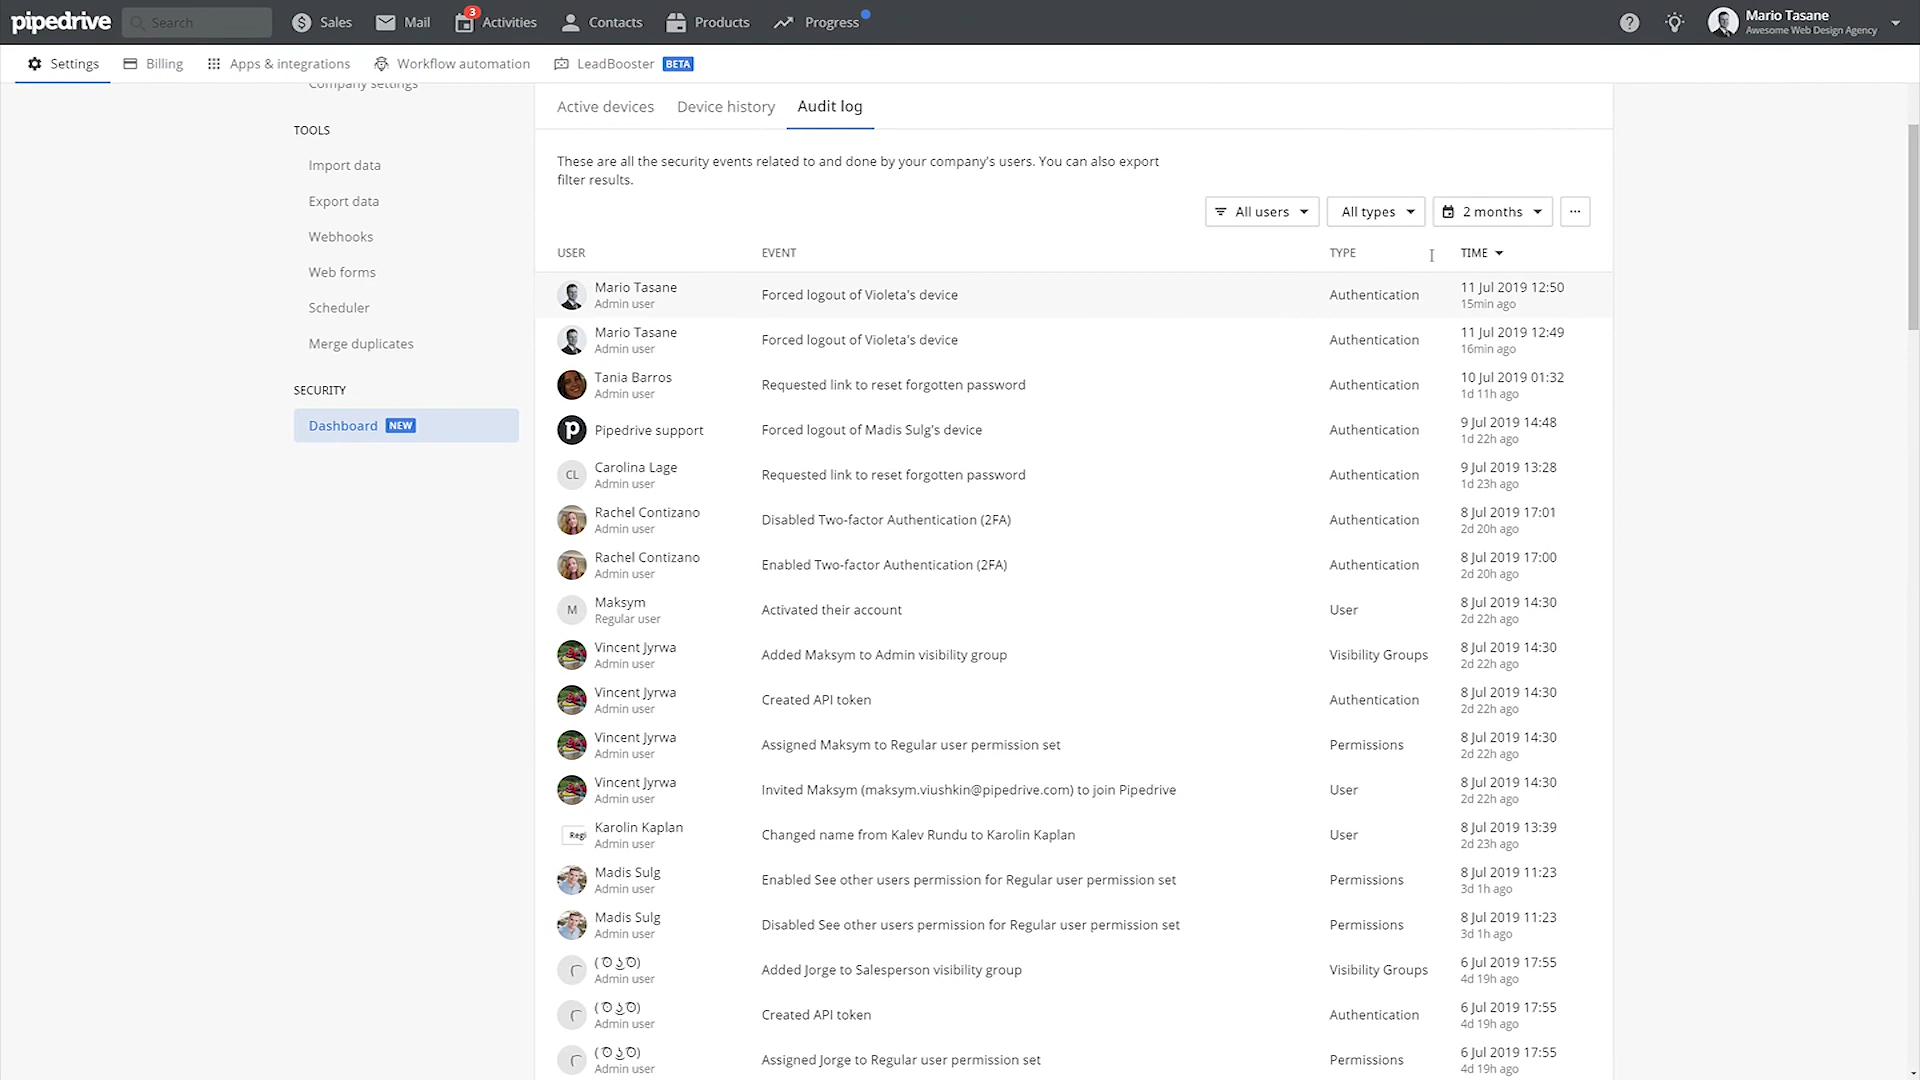 pipedrive
Search
Sales
Mail
3
Activities
Contacts
Products
Progress
Mario Tasane
Awesome Web Design Agency
Settings
Billing
Apps & integrations
Workflow automation
LeadBooster BETA
Company settings
TOOLS
Import data
Export data
Webhooks
Web forms
Scheduler
Merge duplicates
SECURITY
Dashboard NEW
Active devices Device history Audit log
These are all the security events related to and done by your company's users. You can also export
filter results.
All users All types 2 months ...
USER EVENT TYPE TIME
Mario Tasane
Admin user
Forced logout of Violeta's device
Authentication
11 Jul 2019 12:50
15min ago
Mario Tasane
Admin user
Forced logout of Violeta's device
Authentication
11 Jul 2019 12:49
16min ago
Tania Barros
Admin user
Requested link to reset forgotten password
Authentication
10 Jul 2019 01:32
1d 11h ago
p
Pipedrive support
Forced logout of Madis Sulg's device
Authentication
9 Jul 2019 14:48
1d 22h ago
CL
Carolina Lage
Admin user
Requested link to reset forgotten password
Authentication
9 Jul 2019 13:28
1d 23h ago
Rachel Contizano
Admin user
Disabled Two-factor Authentication (2FA)
Authentication
8 Jul 2019 17:01
2d 20h ago
Rachel Contizano
Admin user
Enabled Two-factor Authentication (2FA)
Authentication
8 Jul 2019 17:00
2d 20h ago
M
Maksym
Regular user
Activated their account
User
8 Jul 2019 14:30
2d 22h ago
Vincent Jyrwa
Admin user
Added Maksym to Admin visibility group
Visibility Groups
8 Jul 2019 14:30
2d 22h ago
Vincent Jyrwa
Admin user
Created API token
Authentication
8 Jul 2019 14:30
2d 22h ago
Vincent Jyrwa
Admin user
Assigned Maksym to Regular user permission set
Permissions
8 Jul 2019 14:30
2d 22h ago
Vincent Jyrwa
Admin user
Invited Maksym (maksym.viushkin@pipedrive.com) to join Pipedrive
User
8 Jul 2019 14:30
2d 22h ago
Regi
Karolin Kaplan
Admin user
Changed name from Kalev Rundu to Karolin Kaplan
User
8 Jul 2019 13:39
2d 23h ago
Madis Sulg
Admin user
Enabled See other users permission for Regular user permission set
Permissions
8 Jul 2019 11:23
3d 1h ago
Madis Sulg
Admin user
Disabled See other users permission for Regular user permission set
Permissions
8 Jul 2019 11:23
3d 1h ago
Admin user
Added Jorge to Salesperson visibility group
Visibility Groups
6 Jul 2019 17:55
4d 19h ago
Admin user
Created API token
Authentication
6 Jul 2019 17:55
4d 19h ago
Admin user
Assigned Jorge to Regular user permission set
Permissions
6 Jul 2019 17:55
4d 19h ago